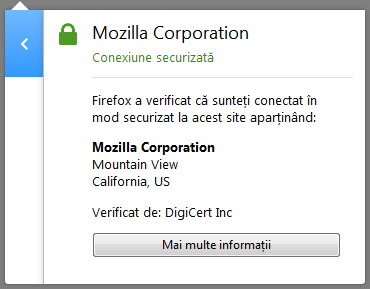 Mozilla Corporation
Conexiune securizată
Firefox a verificat că sunteți conectat în
mod securizat la acest site aparținând:
Mozilla Corporation
Mountain View
California, US
Verificat de: DigiCert Inc
Mai multe informații